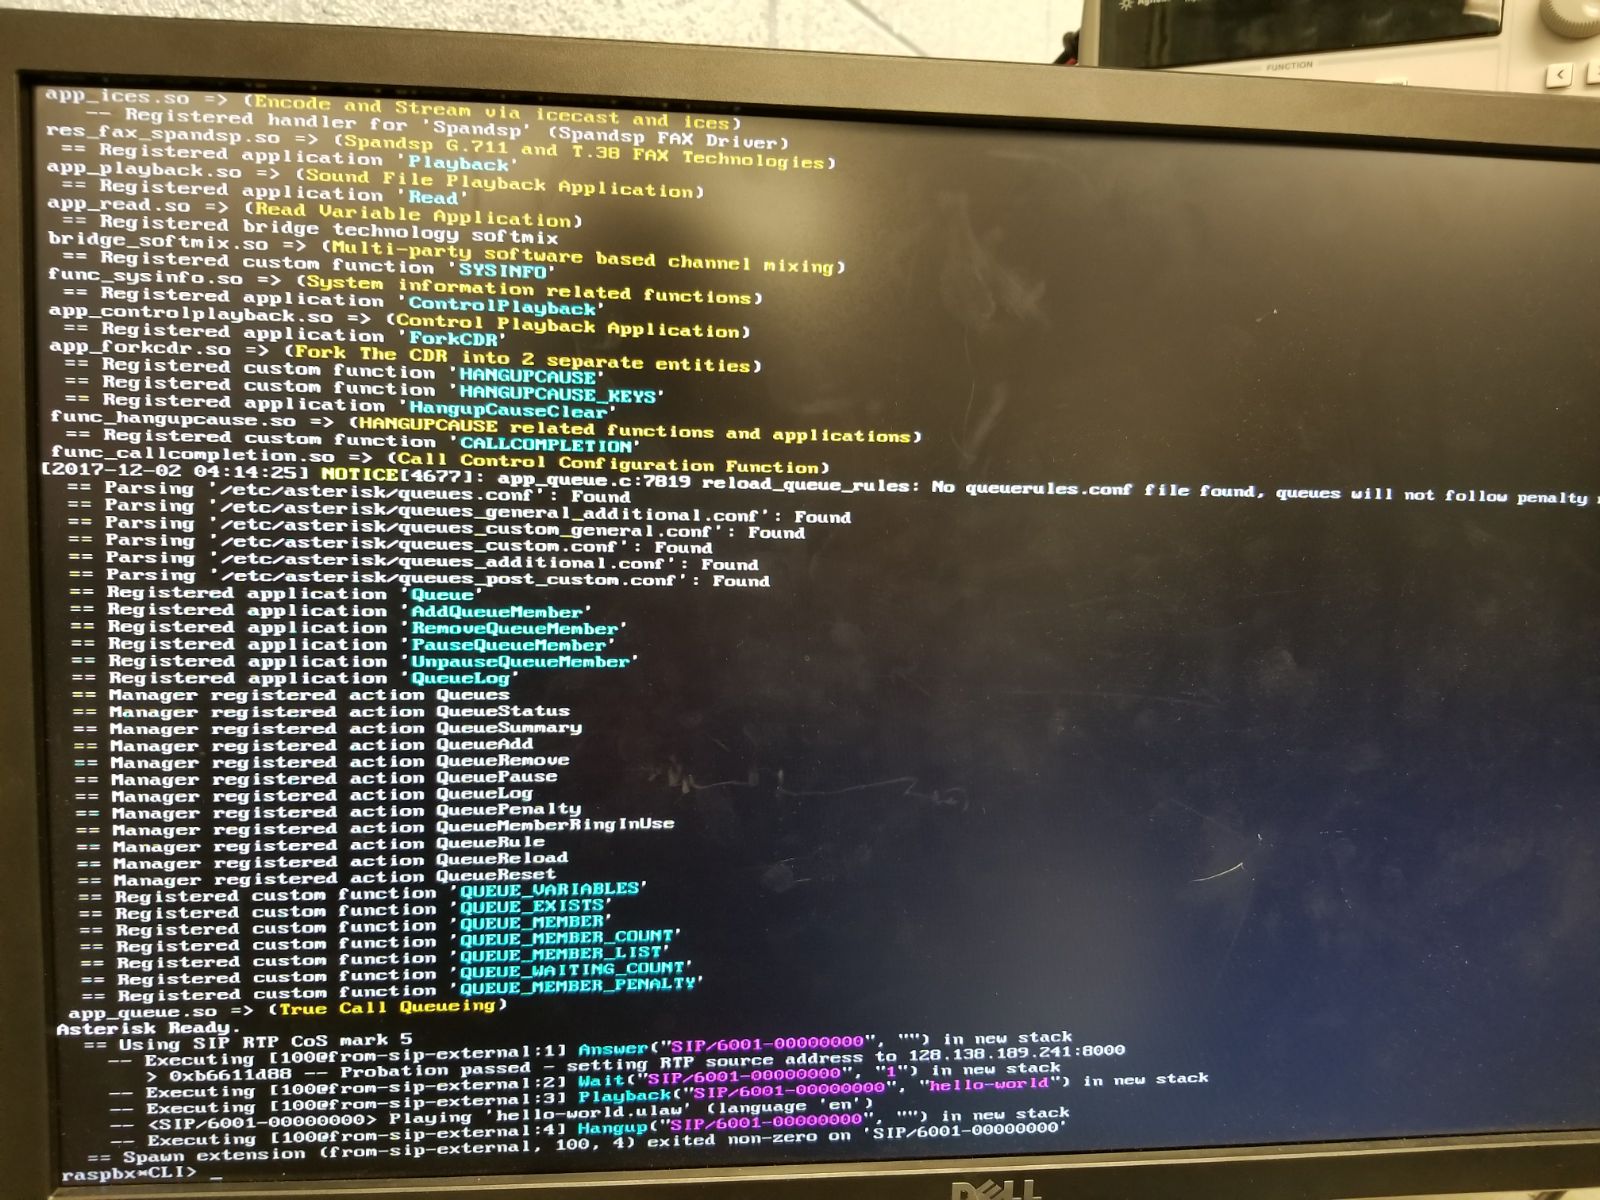 FUNCTION
app_ices.so => (Encode and Stream via icecast and ices)
-- Registered handler for 'Spandsp' (Spandsp FAX Driver)
res_fax_spandsp.so => (Spandsp G.711 and T.38 FAX Technologies)
== Registered application 'Playback'
app_playback.so => (Sound File Playback Application)
== Registered application 'Read'
app_read.so => (Read Variable Application)
== Registered bridge technology softmix
bridge_softmix.so => (Multi-party software based channel mixing)
== Registered custom function 'SYSINFO'
func_sysinfo.so => (System information related functions)
== Registered application 'ControlPlayback'
app_controlplayback.so => (Control Playback Application)
== Registered application 'ForkCDR'
app_forkcdr.so => (Fork The CDR into 2 separate entities)
== Registered custom function 'HANGUPCAUSE'
== Registered custom function 'HANGUPCAUSE_KEYS'
== Registered application 'HangupCauseClear'
func_hangupcause.so => (HANGUPCAUSE related functions and applications)
== Registered custom function 'CALLCOMPLETION'
func_callcompletion.so => (Call Control Configuration Function)
[2017-12-02 04:14:25] NOTICE[4677]: app_queue.c:7819 reload_queue_rules: No queuerules.conf file found, queues will not follow penalty
== Parsing '/etc/asterisk/queues.conf': Found
== Parsing '/etc/asterisk/queues_general_additional.conf': Found
== Parsing '/etc/asterisk/queues_custom_general.conf': Found
== Parsing '/etc/asterisk/queues_custom.conf': Found
== Parsing '/etc/asterisk/queues_additional.conf': Found
== Parsing '/etc/asterisk/queues_post_custom.conf': Found
== Registered application 'Queue'
== Registered application 'AddQueueMember'
== Registered application 'RemoveQueueMember'
== Registered application 'PauseQueueMember'
== Registered application 'UnpauseQueueMember'
== Registered application 'QueueLog'
== Manager registered action Queues
== Manager registered action QueueStatus
== Manager registered action QueueSummary
== Manager registered action QueueAdd
== Manager registered action QueueRemove
== Manager registered action QueuePause
== Manager registered action QueueLog
== Manager registered action QueuePenalty
== Manager registered action QueueMemberRingInUse
== Manager registered action QueueRule
== Manager registered action QueueReload
== Manager registered action QueueReset
== Registered custom function 'QUEUE_VARIABLES'
== Registered custom function 'QUEUE_EXISTS'
== Registered custom function 'QUEUE_MEMBER'
== Registered custom function 'QUEUE_MEMBER_COUNT'
== Registered custom function 'QUEUE_MEMBER_LIST'
== Registered custom function 'QUEUE_WAITING_COUNT'
== Registered custom function 'QUEUE_MEMBER_PENALTY'
app_queue.so => (True Call Queueing)
Asterisk Ready.
== Using SIP RTP CoS mark 5
-- Executing [100@from-sip-external:1] Answer("SIP/6001-00000000", "") in new stack
> 0xb6611d88 -- Probation passed - setting RTP source address to 128.138.189.241:8000
-- Executing [100@from-sip-external:2] Wait("SIP/6001-00000000", "1") in new stack
-- Executing [100@from-sip-external:3] Playback("SIP/6001-00000000", "hello-world") in new stack
-- <SIP/6001-00000000> Playing 'hello-world.ulaw' (language 'en')
-- Executing [100@from-sip-external:4] Hangup("SIP/6001-00000000", "") in new stack
== Spawn extension (from-sip-external, 100, 4) exited non-zero on 'SIP/6001-00000000'
raspbx*CLI> _
DELL